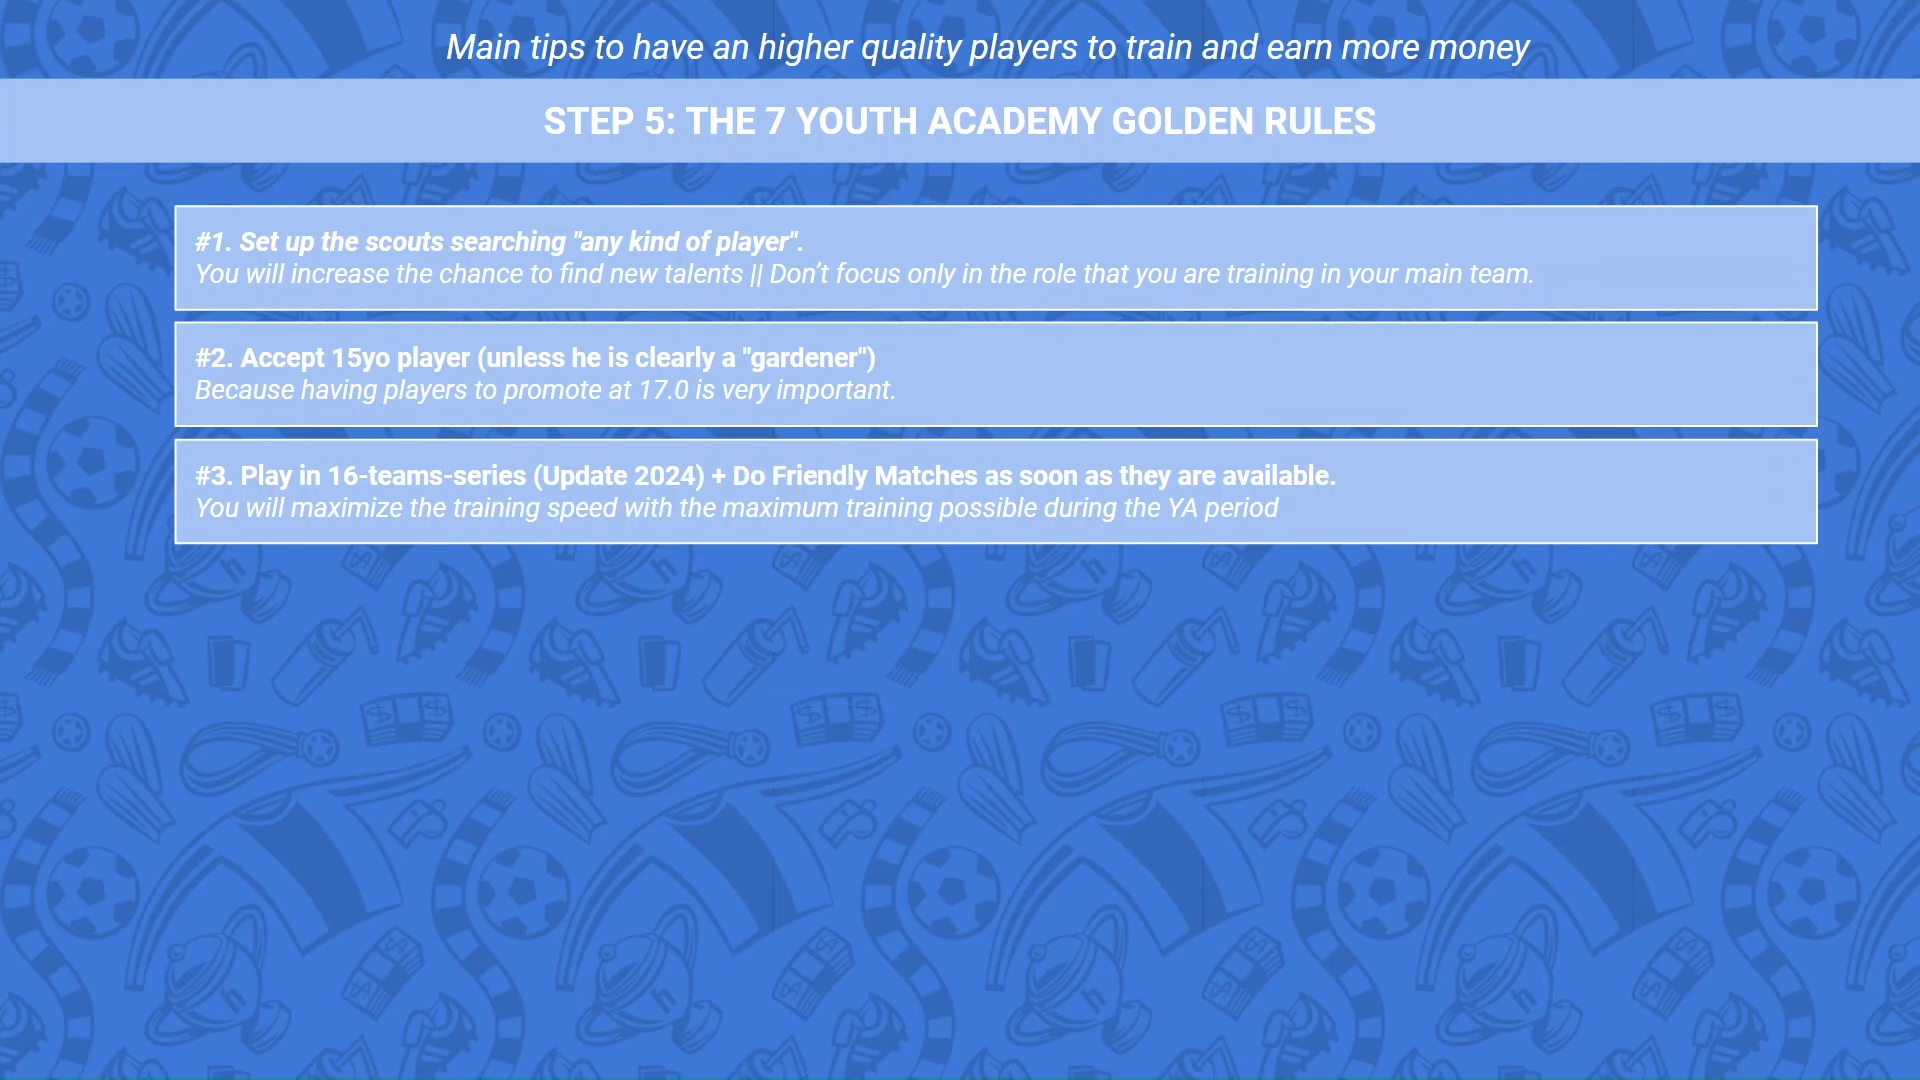 Main tips to have an higher quality players to train and earn more money
STEP 5: THE 7 YOUTH ACADEMY GOLDEN RULES
#1. Set up the scouts searching "any kind of player".
You will increase the chance to find new talents || Don’t focus only in the role that you are training in your main team.
#2. Accept 15yo player (unless he is clearly a "gardener")
Because having players to promote at 17.0 is very important.
#3. Play in 16-teams-series (Update 2024) + Do Friendly Matches as soon as they are available.
You will maximize the training speed with the maximum training possible during the YA period